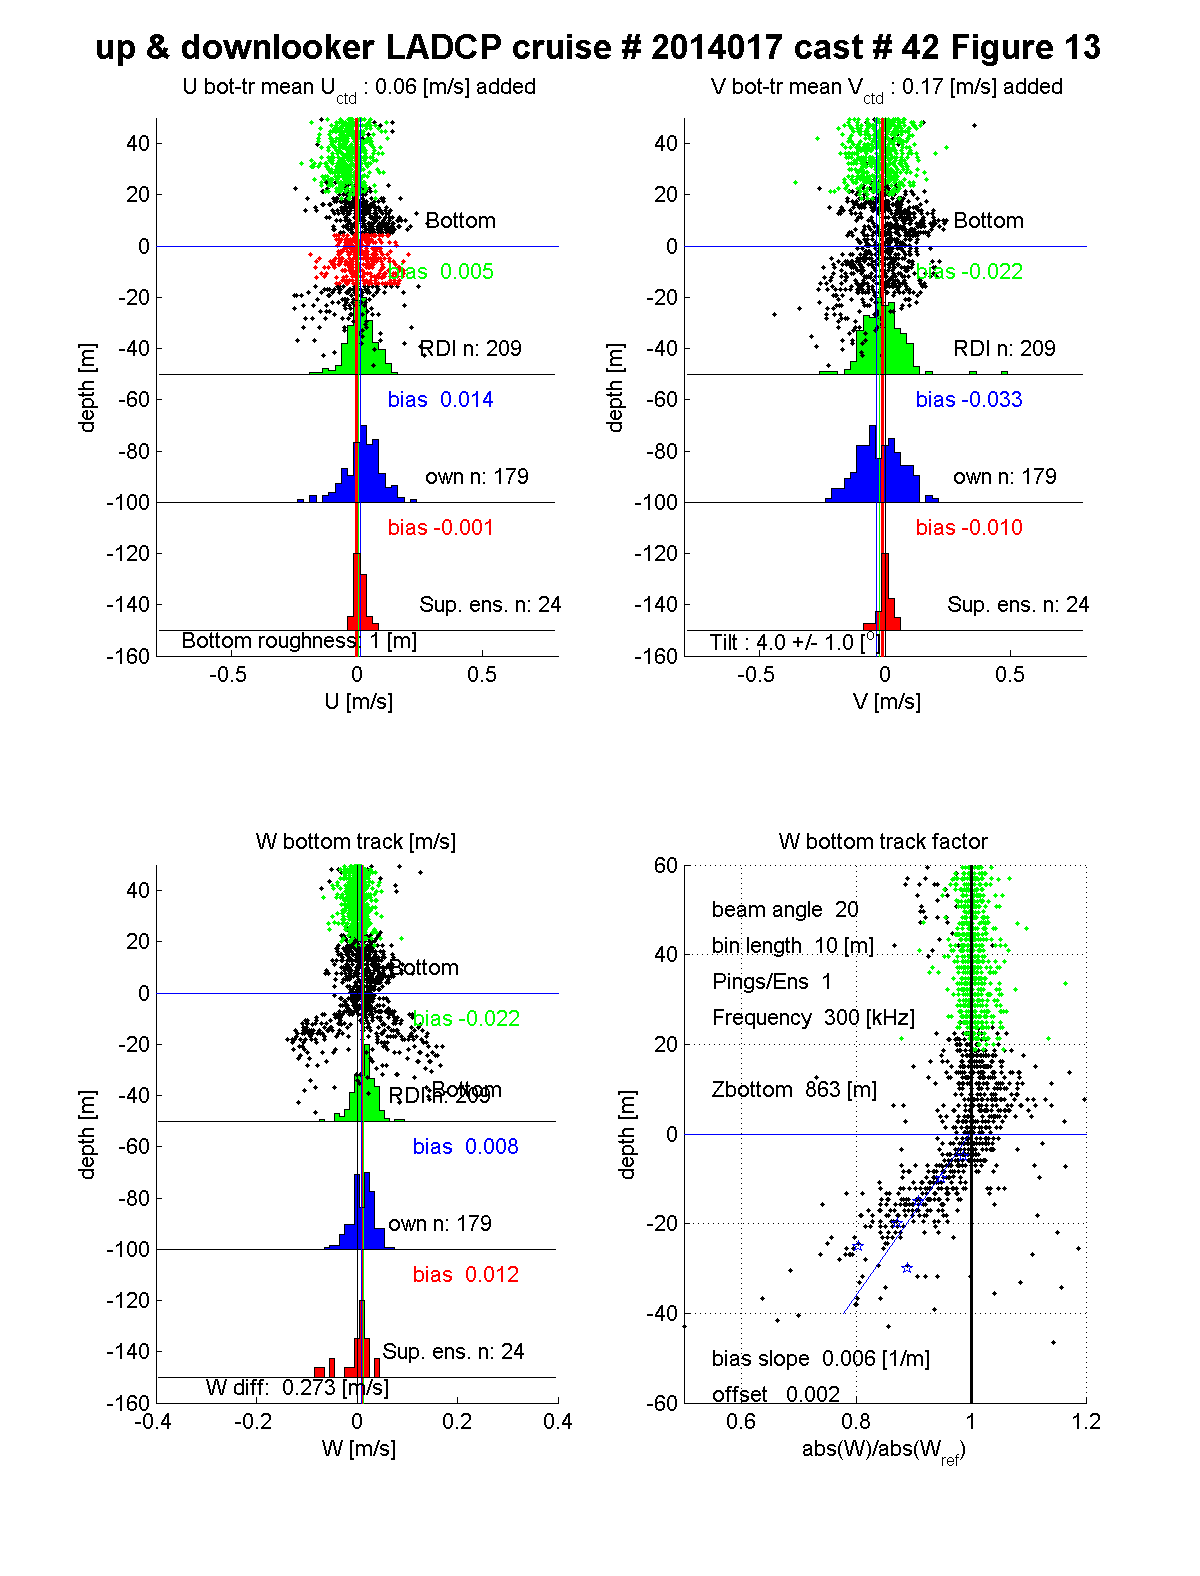 up & downlooker LADCP cruise # 2014017 cast # 42 Figure 13
U bot-tr mean Uctd : 0.06 [m/s] added
40
20
0
-20
-40
-60
-80
-100
-120
-140
-160
depth [m]
Bottom
bias 0.005
RDI n: 209
bias 0.014
own n: 179
bias -0.001
Sup. ens. n: 24
Bottom roughness: 1 [m]
-0.5 0 0.5
U [m/s]
V bot-tr mean Vctd : 0.17 [m/s] added
40
20
0
-20
-40
-60
-80
-100
-120
-140
-160
depth [m]
Bottom
bias -0.022
RDI n: 209
bias -0.033
own n: 179
bias -0.010
Sup. ens. n: 24
Tilt : 4.0 +/- 1.0 [o]
-0.5 0 0.5
V [m/s]
W bottom track [m/s]
40
20
0
-20
-40
-60
-80
-100
-120
-140
-160
depth [m]
Bottom
bias -0.022
Bottom
RDI n: 209
bias 0.008
own n: 179
bias 0.012
Sup. ens. n: 24
W diff: 0.273 [m/s]
-0.4 -0.2 0 0.2 0.4
W [m/s]
W bottom track factor
60
40
20
0
-20
-40
-60
depth [m]
beam angle 20
bin length 10 [m]
Pings/Ens 1
Frequency 300 [kHz]
Zbottom 863 [m]
bias slope 0.006 [1/m]
offset 0.002
0.6 0.8 1 1.2
abs(W)/abs(Wref)